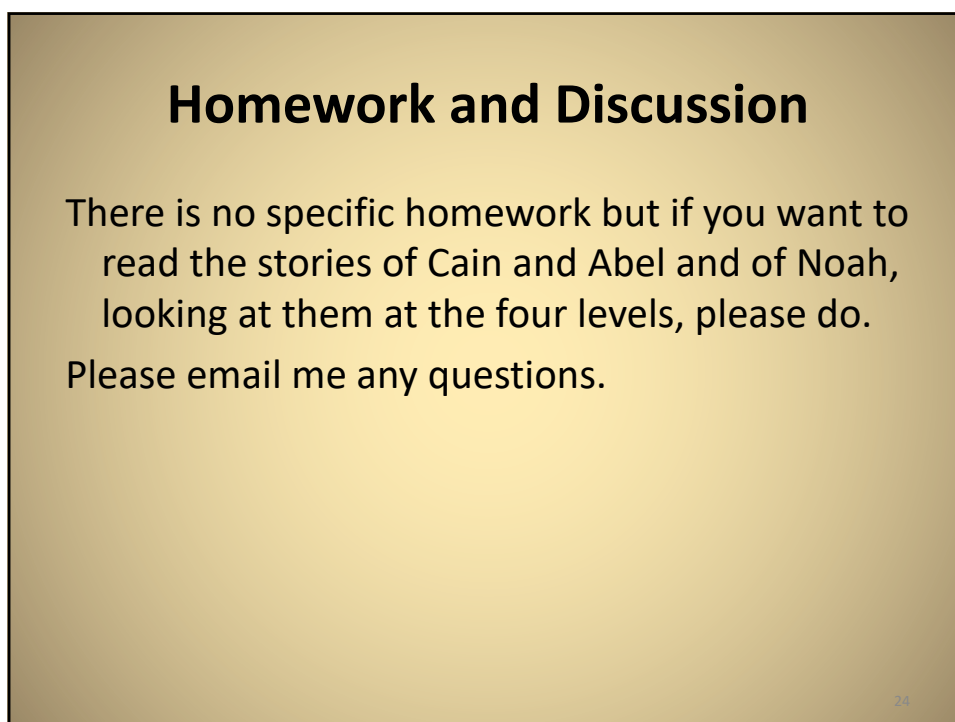 Homework and Discussion
There is no specific homework but if you want to
read the stories of Cain and Abel and of Noah,
looking at them at the four levels, please do.
Please email me any questions.
24